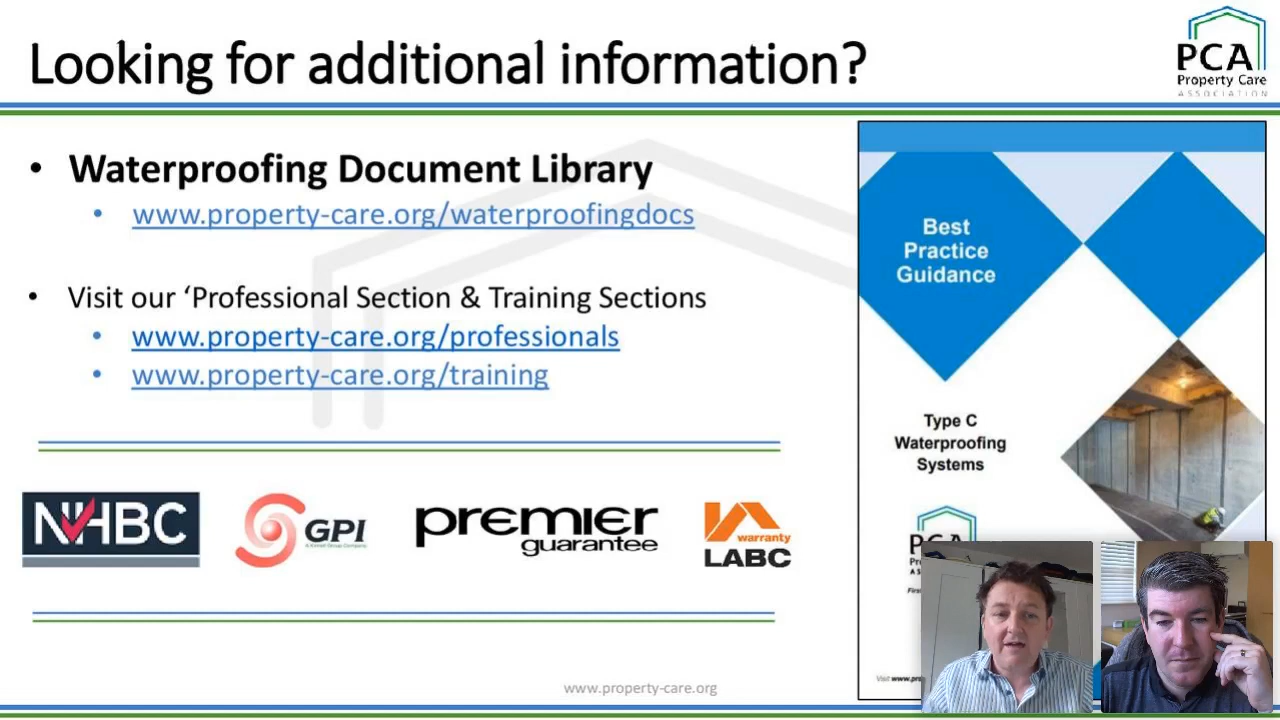 Looking for additional information?
PCA
Property Care
ASSOCIATION
• Waterproofing Document Library
• www.property-care.org/waterproofingdocs
• Visit our ‘Professional Section & Training Sections
• www.property-care.org/professionals
• www.property-care.org/training
NHBC
GPI
premier
guarantee
warranty
LABC
Best
Practice
Guidance
Type C
Waterproofing
Systems
www.property-care.org